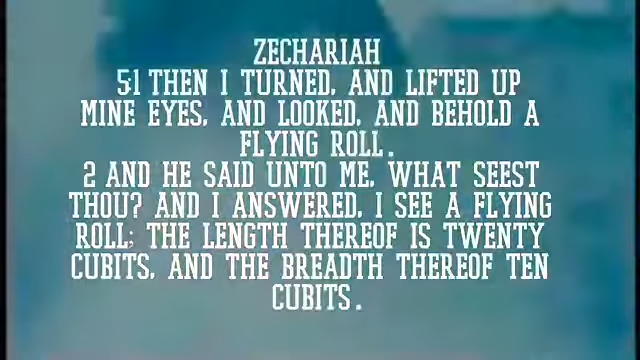 ZECHARIAH
5:1 THEN I TURNED, AND LIFTED UP
MINE EYES, AND LOOKED, AND BEHOLD A
FLYING ROLL.
2 AND HE SAID UNTO ME, WHAT SEEST
THOU? AND I ANSWERED, I SEE A FLYING
ROLL; THE LENGTH THEREOF IS TWENTY
CUBITS, AND THE BREADTH THEREOF TEN
CUBITS.